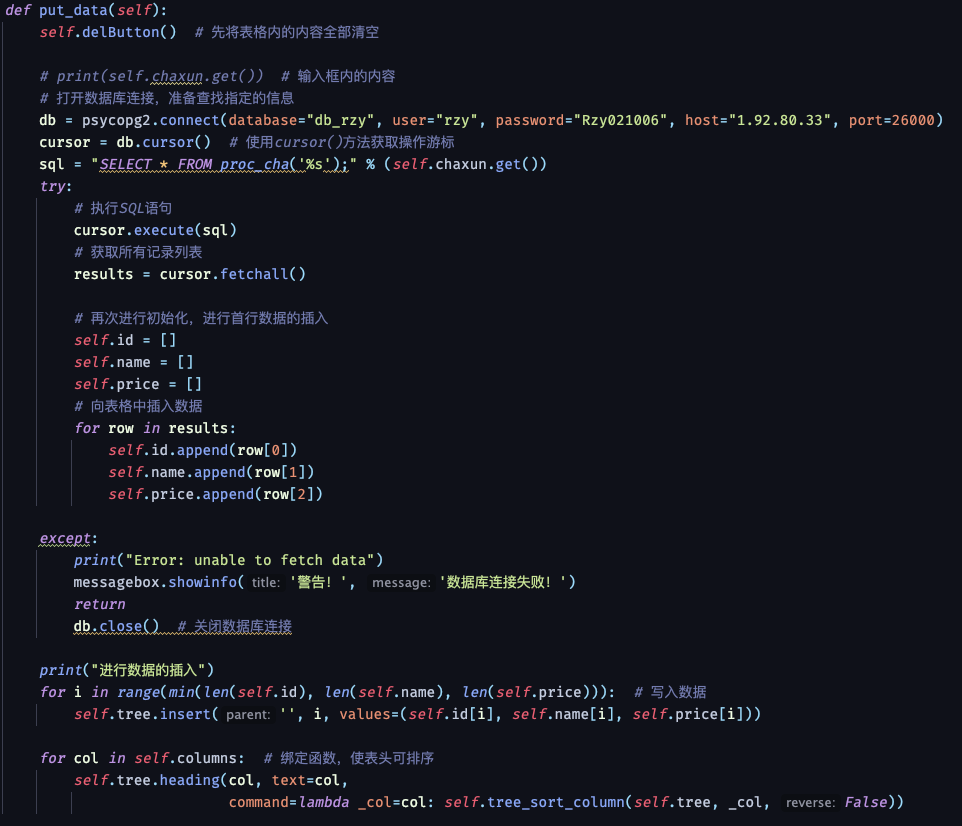 def put_data(self):
    self.delButton()  # 先将表格内的内容全部清空

    # print(self.chaxun.get())  # 输入框内的内容
    # 打开数据库连接，准备查找指定的信息
    db = psycopg2.connect(database="db_rzy", user="rzy", password="Rzy021006", host="1.92.80.33", port=26000)
    cursor = db.cursor()  # 使用cursor()方法获取操作游标
    sql = "SELECT * FROM proc_cha('%s');" % (self.chaxun.get())
    try:
        # 执行SQL语句
        cursor.execute(sql)
        # 获取所有记录列表
        results = cursor.fetchall()

        # 再次进行初始化，进行首行数据的插入
        self.id = []
        self.name = []
        self.price = []
        # 向表格中插入数据
        for row in results:
            self.id.append(row[0])
            self.name.append(row[1])
            self.price.append(row[2])

    except:
        print("Error: unable to fetch data")
        messagebox.showinfo( title: '警告！', message: '数据库连接失败！')
        return
        db.close()  # 关闭数据库连接

    print("进行数据的插入")
    for i in range(min(len(self.id), len(self.name), len(self.price))):  # 写入数据
        self.tree.insert( parent: '', i, values=(self.id[i], self.name[i], self.price[i]))

    for col in self.columns:  # 绑定函数，使表头可排序
        self.tree.heading(col, text=col,
                          command=lambda _col=col: self.tree_sort_column(self.tree, _col, reverse: False))